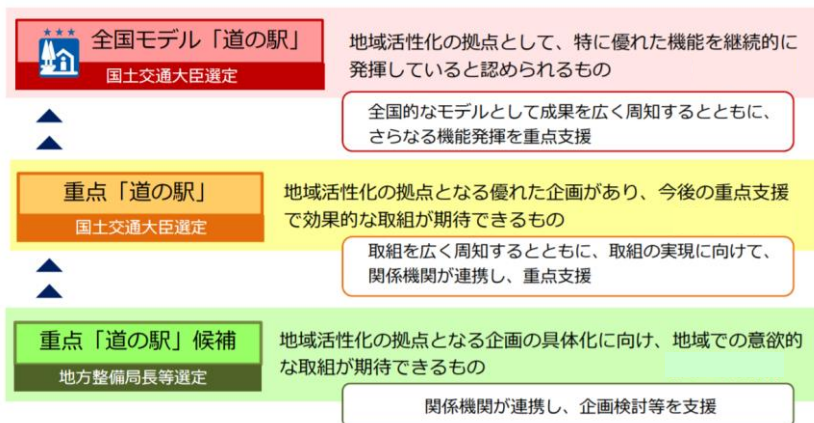 全国モデル「道の駅」
国土交通大臣選定
地域活性化の拠点として、特に優れた機能を継続的に
発揮していると認められるもの
全国的なモデルとして成果を広く周知するとともに、
さらなる機能発揮を重点支援
重点「道の駅」
国土交通大臣選定
地域活性化の拠点となる優れた企画があり、今後の重点支援
で効果的な取組が期待できるもの
取組を広く周知するとともに、取組の実現に向けて、
関係機関が連携し、重点支援
重点「道の駅」候補
地方整備局長等選定
地域活性化の拠点となる企画の具体化に向け、地域での意欲的
な取組が期待できるもの
関係機関が連携し、企画検討等を支援